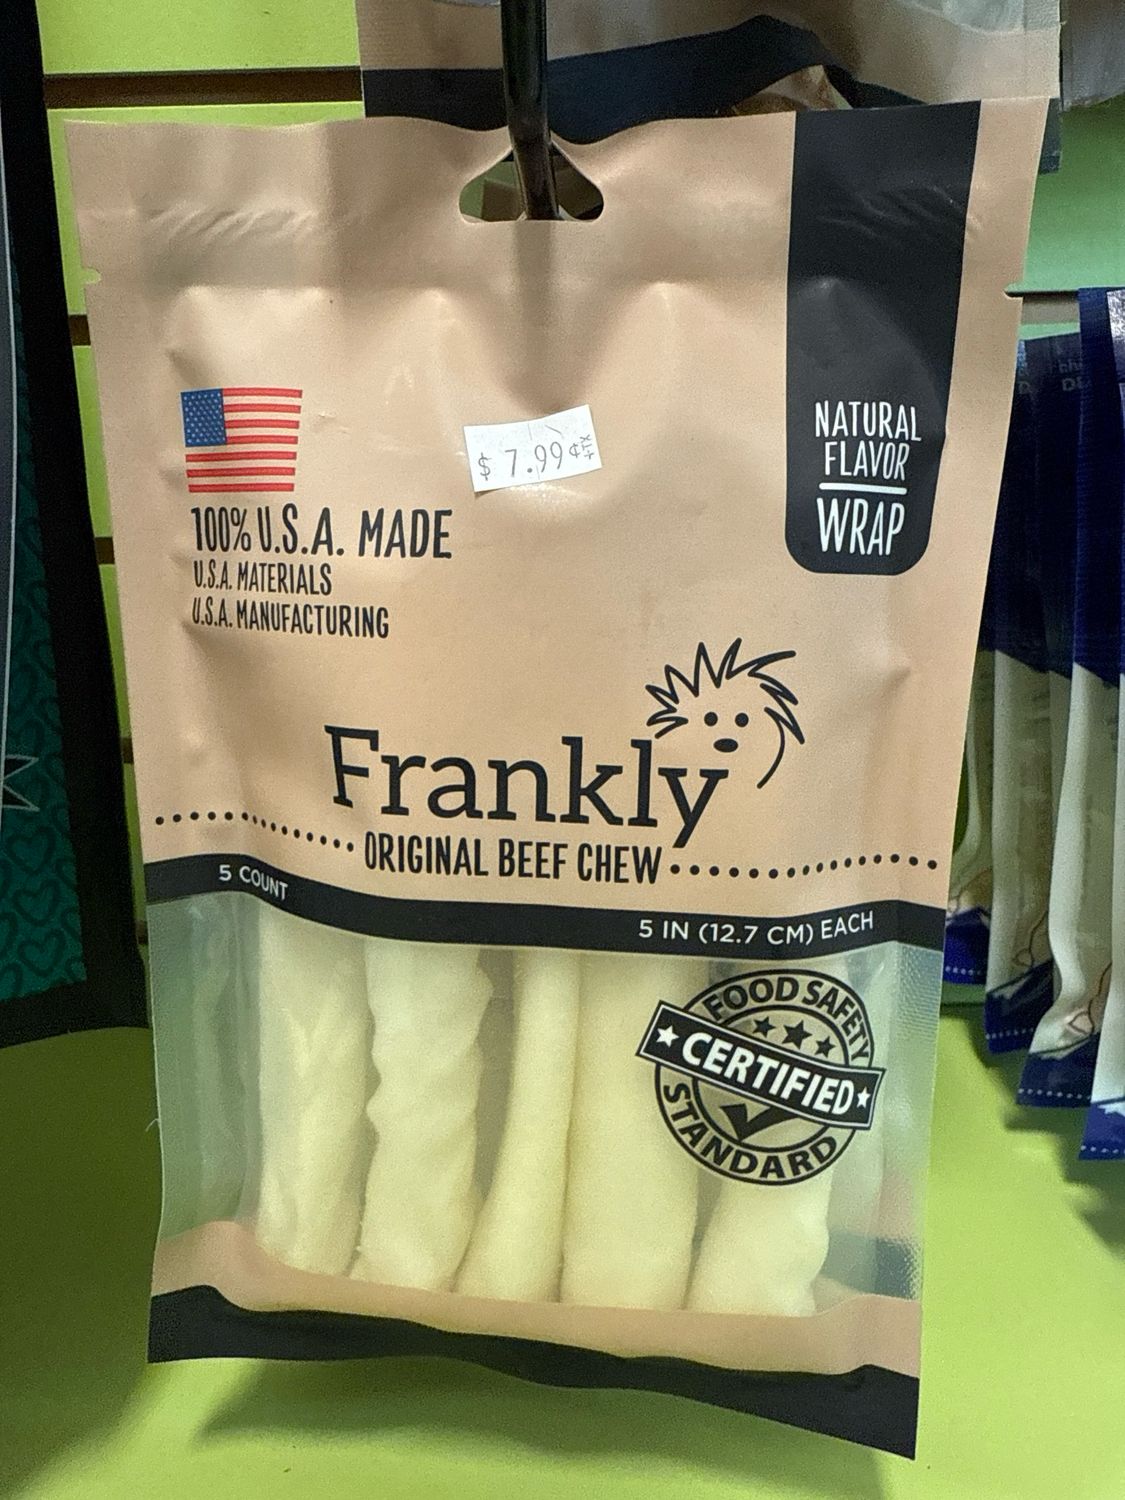 $ 7.99¢ +TX
NATURAL
FLAVOR
WRAP
100% U.S.A. MADE
U.S.A. MATERIALS
U.S.A. MANUFACTURING
Frankly
ORIGINAL BEEF CHEW
5 COUNT
5 IN (12.7 CM) EACH
FOOD SAFETY
CERTIFIED
STANDARD